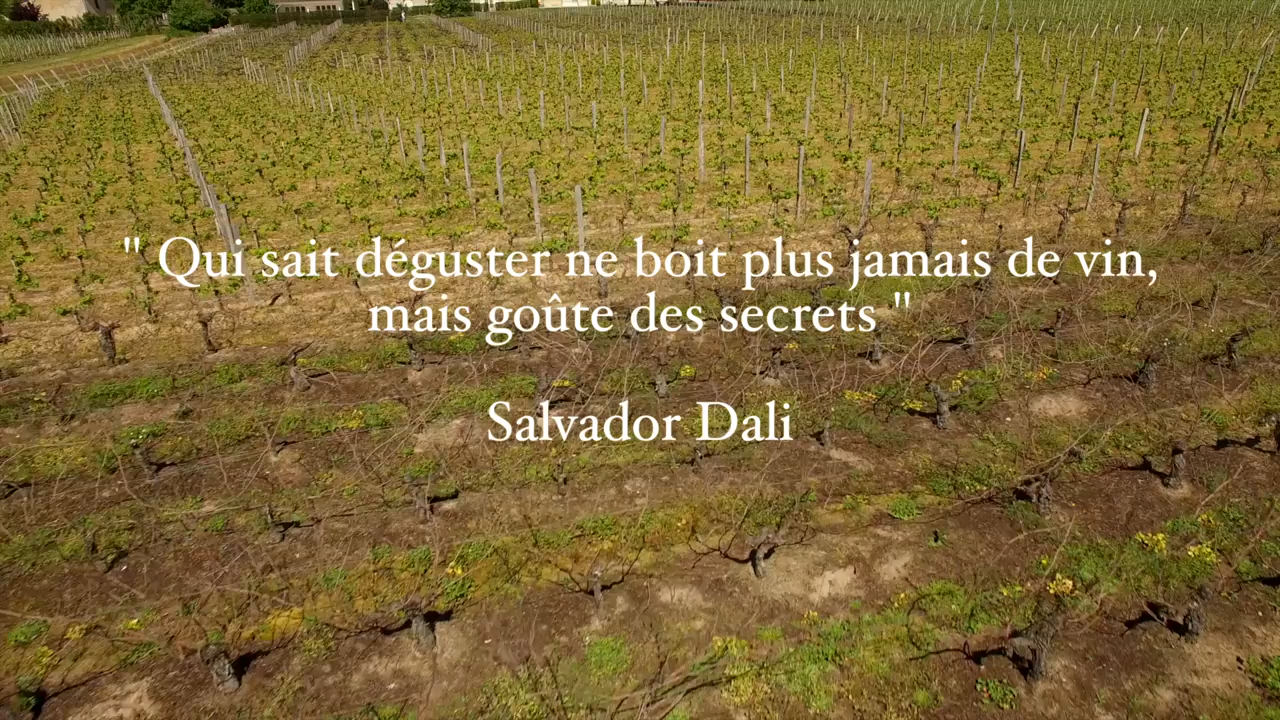 " Qui sait déguster ne boit plus jamais de vin,
mais goûte des secrets "
Salvador Dali